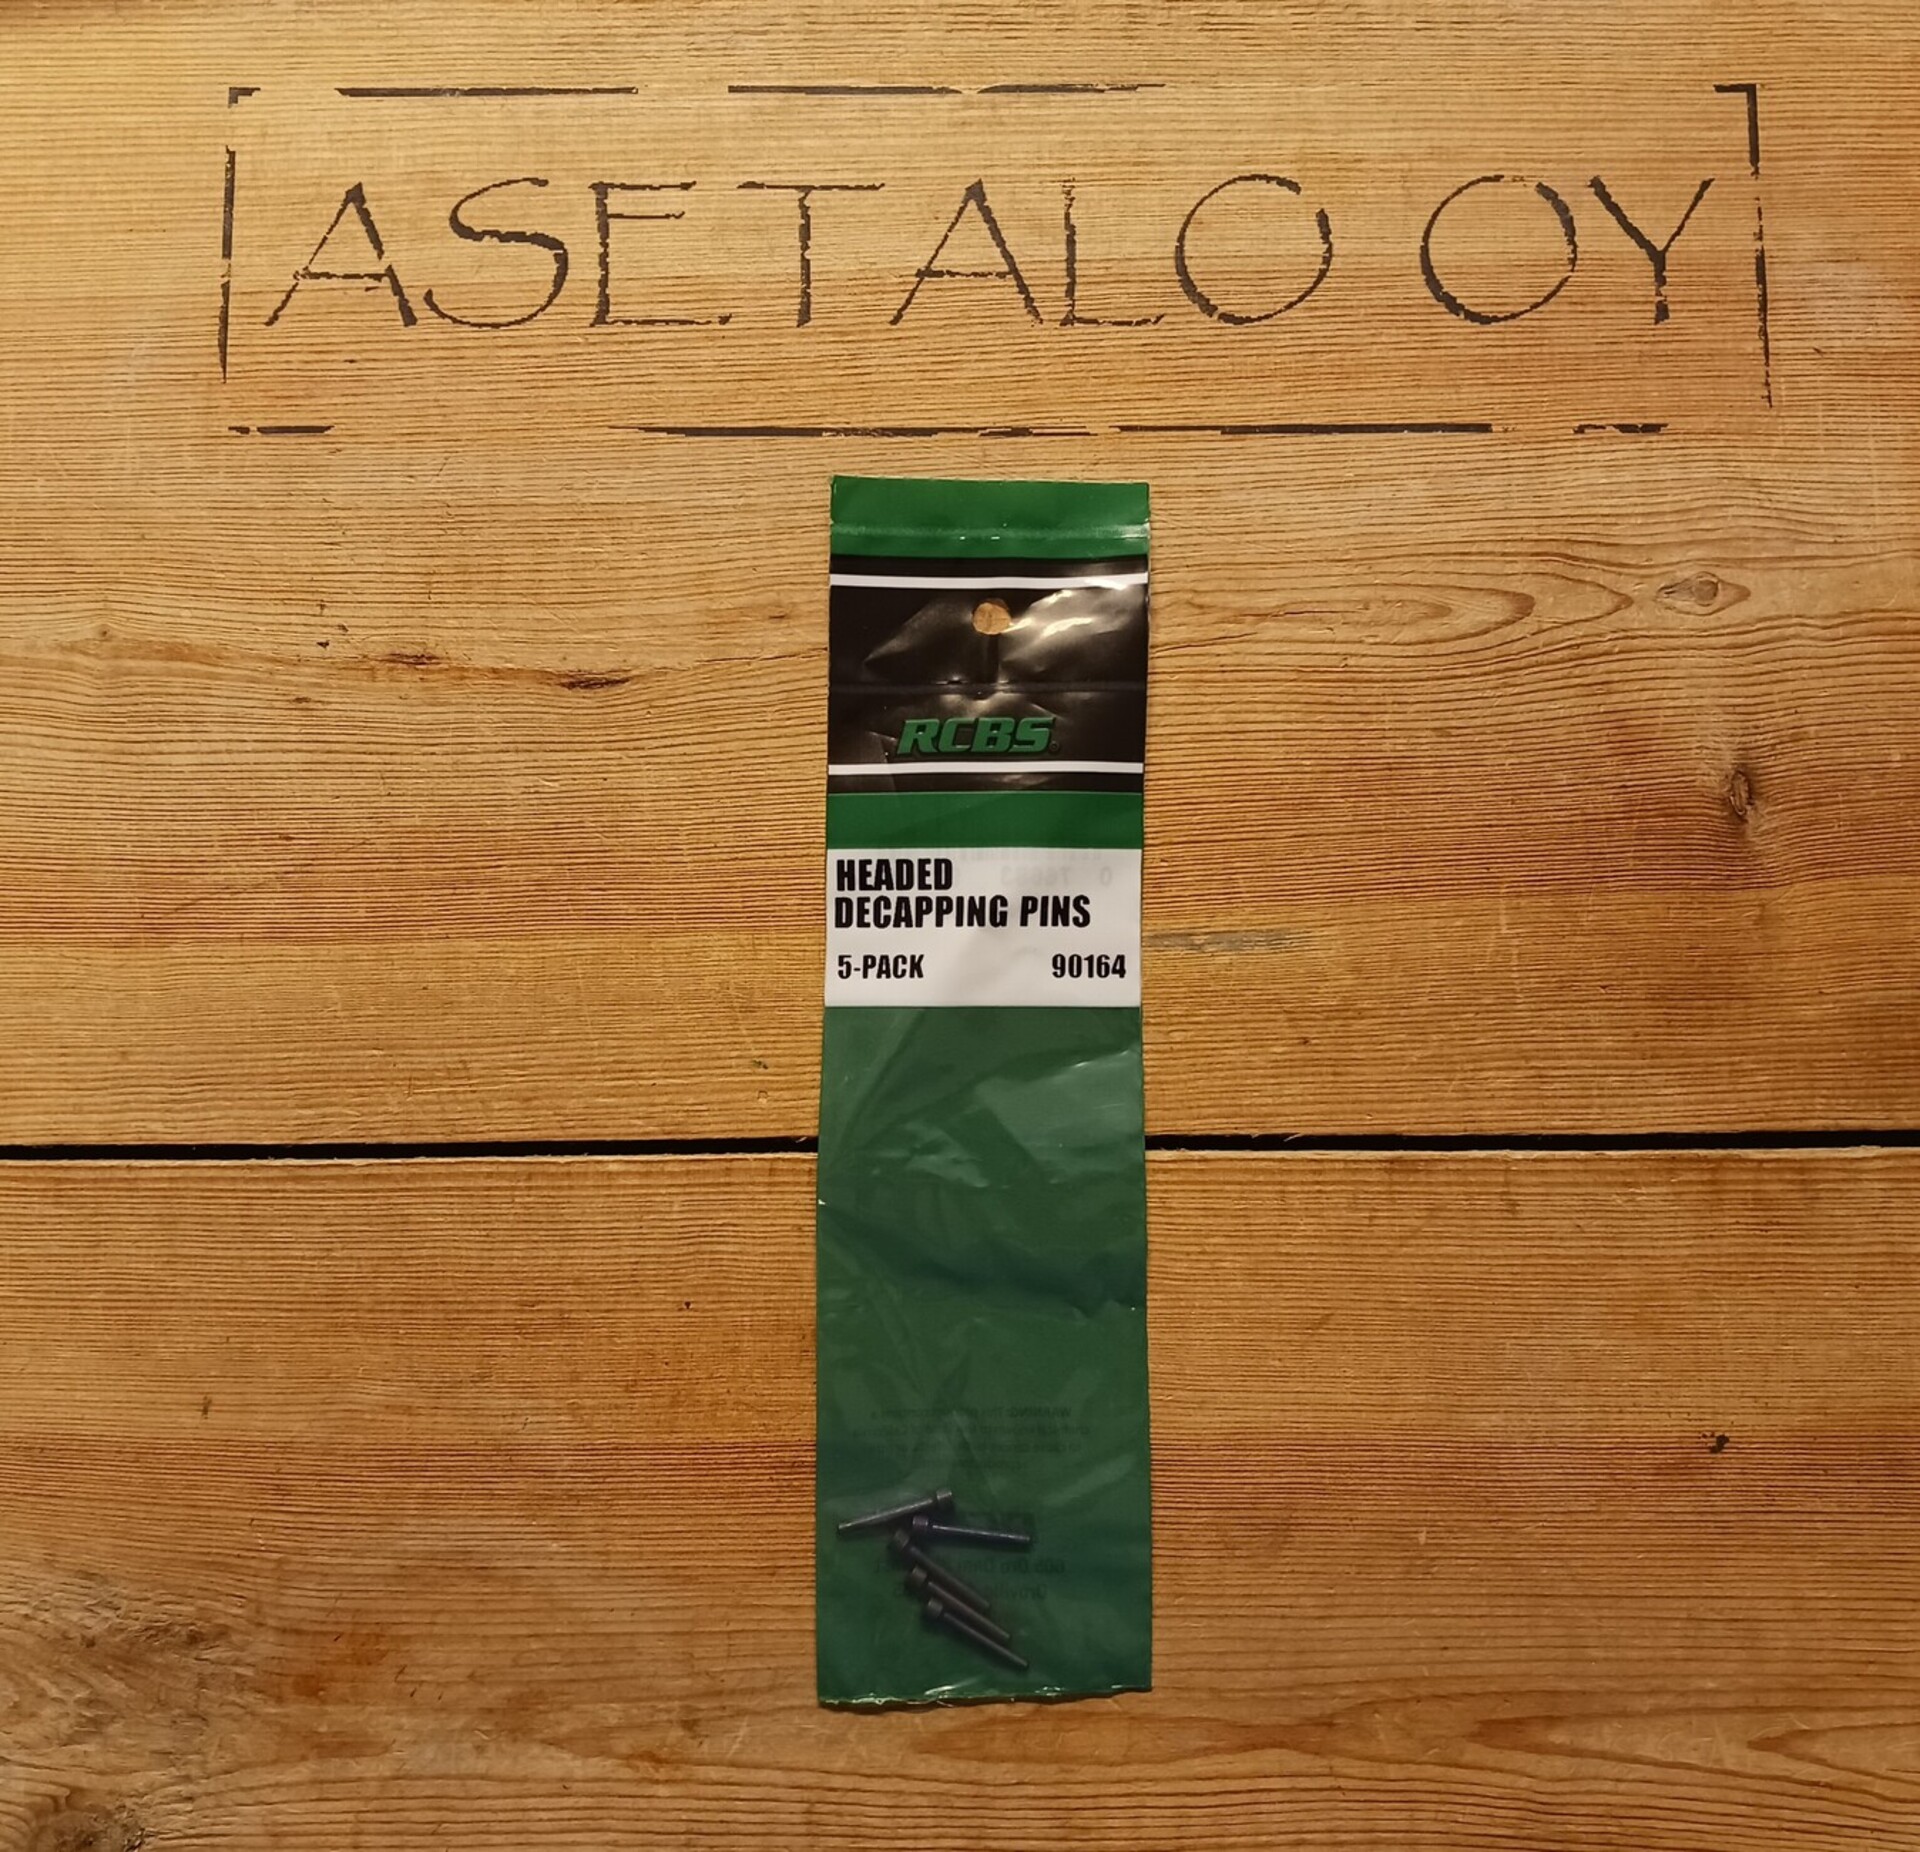 ASETALO OY
RCBS
HEADED
DECAPPING PINS
5-PACK 90164